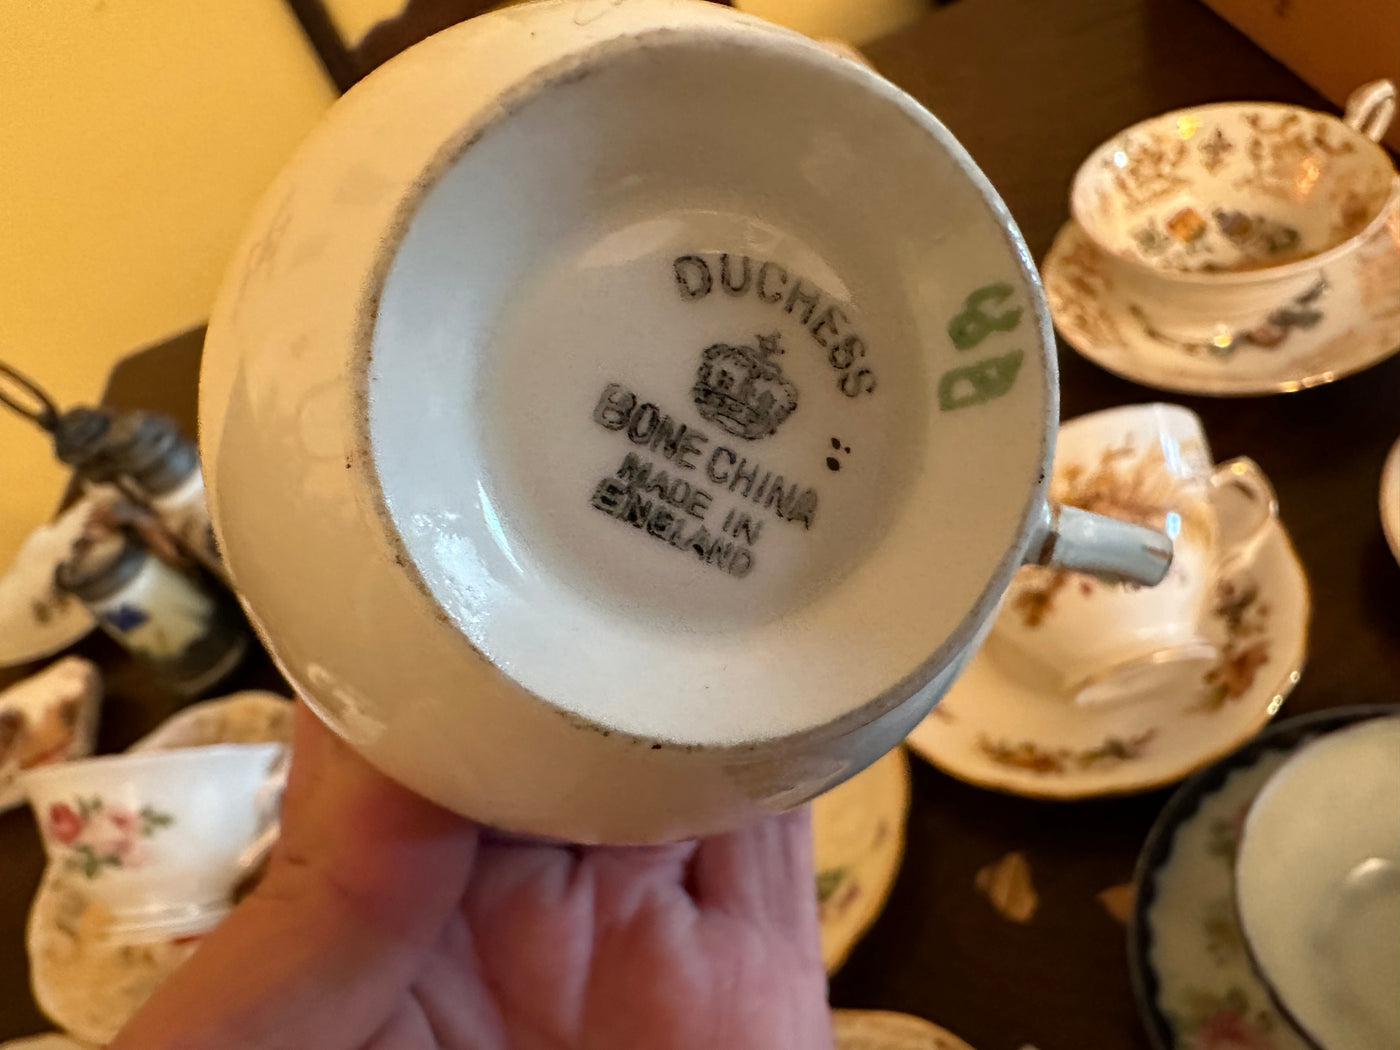 DUCHESS
BONE CHINA
MADE IN
ENGLAND